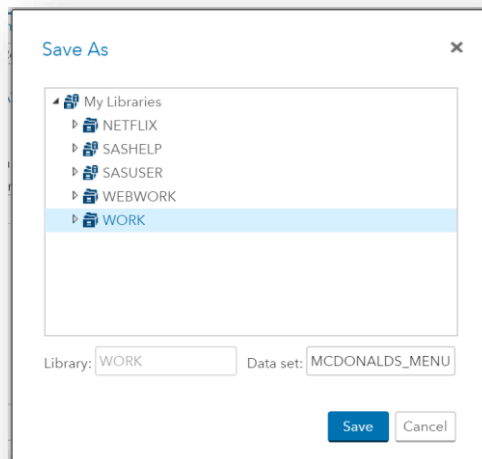 Save As
My Libraries
NETFLIX
SASHELP
SASUSER
WEBWORK
WORK
Library: WORK Data set: MCDONALDS_MENU
Save Cancel